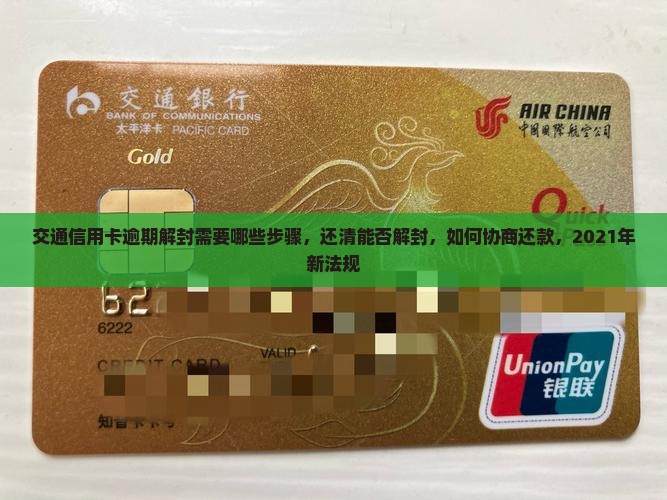 交通銀行
BANK OF COMMUNICATIONS
太平洋卡 PACIFIC CARD
Gold
AIR CHINA
中国国际航空公司
Quick
交通信用卡逾期解封需要哪些步骤，还清能否解封，如何协商还款，2021年
新法规
62
6222
VALID
CREDIT CARD
UnionPay
银联